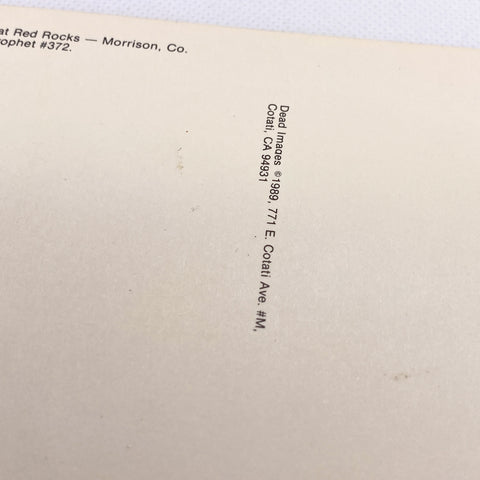 at Red Rocks — Morrison, Co.
ophet #372.
Dead Images ©1989, 771 E. Cotati Ave. #M,
Cotati, CA 94931